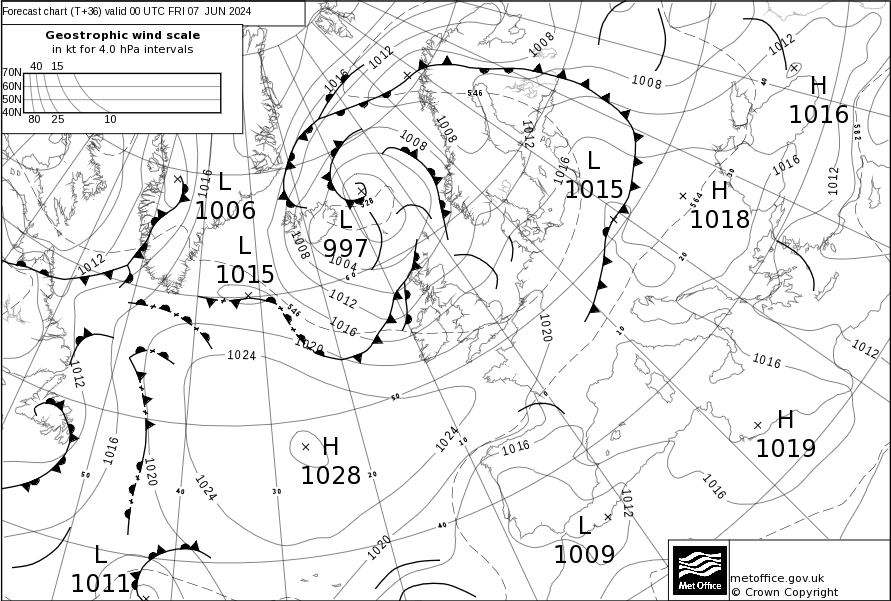 Forecast chart (T+36) valid 00 UTC FRI 07 JUN 2024
Geostrophic wind scale
in kt for 4.0 hPa intervals
40 15
70N
60N
50N
40N
80 25 10
1016
1012
1008
1008
1012
40
H
1016
546
582
1008
1008
1012
1016
L
1015
1016
1012
30
564
H
1018
1016
L
1006
528
L
997
L
1015
1008
1004
60
20
1012
1012
546
1016
1020
1020
10
1024
1012
1016
1012
0
50
H
1019
1016
1020
1024
10
1016
H
1028
50
40
1024
30
20
1016
1012
40
L
1009
1020
L
1011
Met Office
metoffice.gov.uk
© Crown Copyright